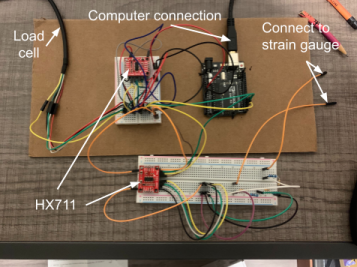 Computer connection
Load
cell
Connect to
strain gauge
HX711